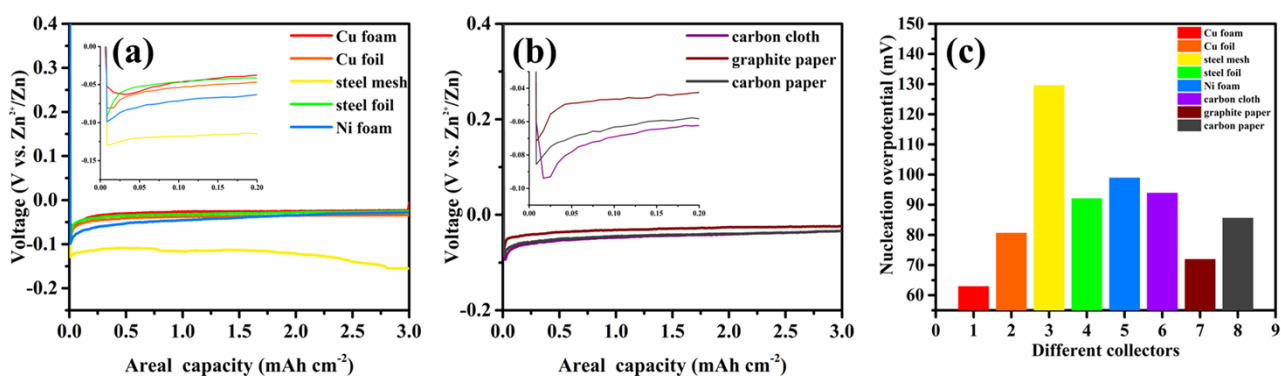 (a)
Cu foam
Cu foil
steel mesh
steel foil
Ni foam
Voltage (V vs. Zn²⁺/Zn)
0.4
0.3
0.2
0.1
0.0
-0.1
-0.2
0.0 0.5 1.0 1.5 2.0 2.5 3.0
Areal capacity (mAh cm⁻²)
0.00
-0.05
-0.10
-0.15
0.00 0.05 0.10 0.15 0.20
(b)
carbon cloth
graphite paper
carbon paper
Voltage (V vs. Zn²⁺/Zn)
0.4
0.2
0.0
-0.2
0.0 0.5 1.0 1.5 2.0 2.5 3.0
Areal capacity (mAh cm⁻²)
-0.04
-0.06
-0.08
-0.10
0.00 0.05 0.10 0.15 0.20
(c)
Cu foam
Cu foil
steel mesh
steel foil
Ni foam
carbon cloth
graphite paper
carbon paper
Nucleation overpotential (mV)
150
140
130
120
110
100
90
80
70
60
0 1 2 3 4 5 6 7 8 9
Different collectors